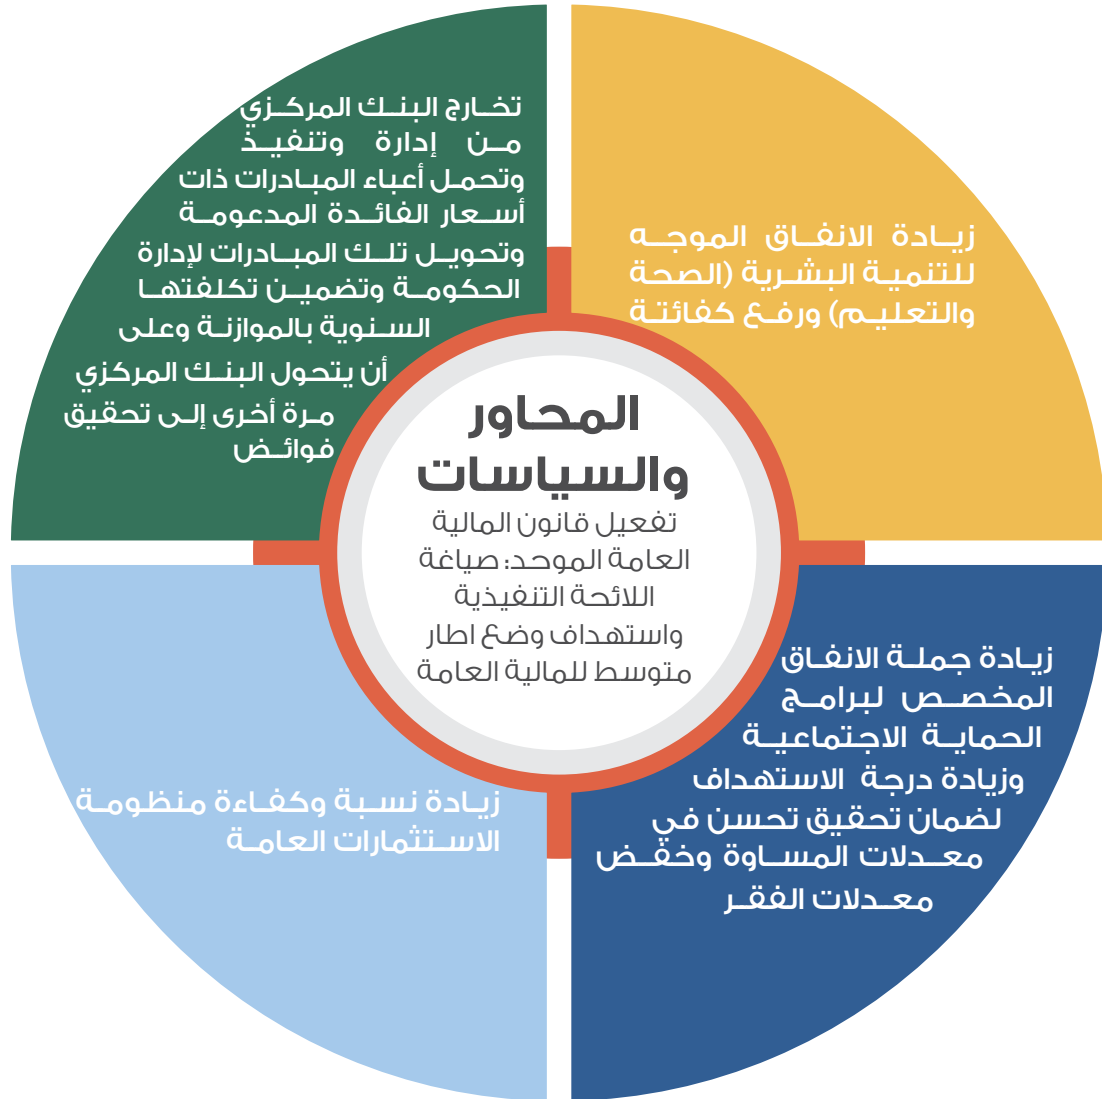 المحاور
والسياسات
تفعيل قانون المالية
العامة الموحد: صياغة
اللائحة التنفيذية
واستهداف وضع اطار
متوسط للمالية العامة
زيادة الانفاق الموجه
للتنمية البشرية (الصحة
والتعليم) ورفع كفائتة
تخارج البنك المركزي
من إدارة وتنفيذ
وتحمل أعباء المبادرات ذات
أسعار الفائدة المدعومة
وتحويل تلك المبادرات لإدارة
الحكومة وتضمين تكلفتها
السنوية بالموازنة وعلى
أن يتحول البنك المركزي
مرة أخرى إلى تحقيق
فوائض
زيادة جملة الانفاق
المخصص لبرامج
الحماية الاجتماعية
وزيادة درجة الاستهداف
لضمان تحقيق تحسن في
معدلات المساوة وخفض
معدلات الفقر
زيادة نسبة وكفاءة منظومة
الاستثمارات العامة